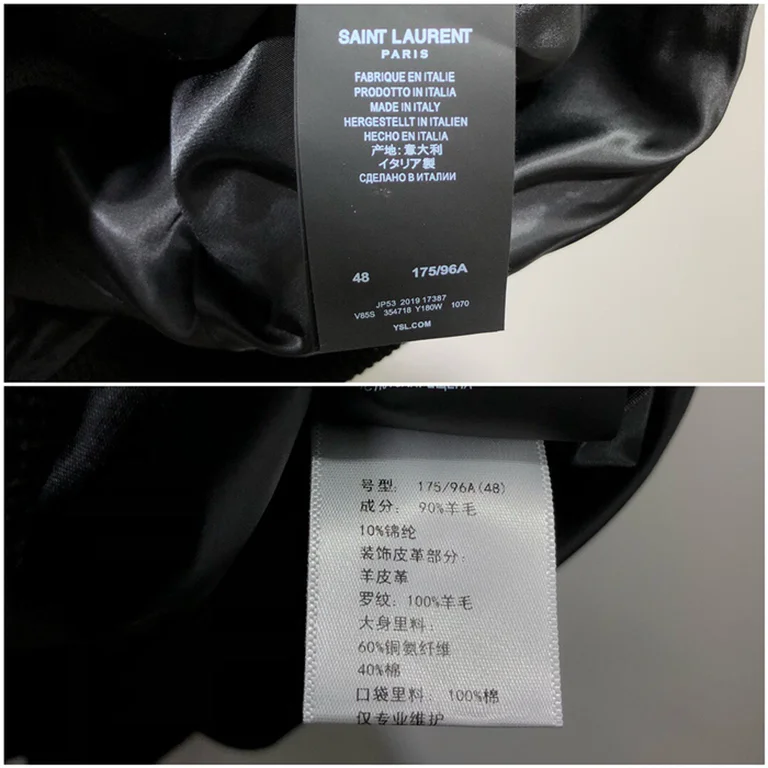 SAINT LAURENT
PARIS
FABRIQUE EN ITALIE
PRODOTTO IN ITALIA
MADE IN ITALY
HERGESTELLT IN ITALIEN
HECHO EN ITALIA
产地:意大利
イタリア製
СДЕЛАНО В ИТАЛИИ
48 175/96A
JP53 2019 17387
V85S 354718 Y180W 1070
YSL.COM
号型: 175/96A(48)
成分: 90%羊毛
10%锦纶
装饰皮革部分:
羊皮革
罗纹: 100%羊毛
大身里料:
60%铜氨纤维
40%棉
口袋里料: 100%棉
仅专业维护